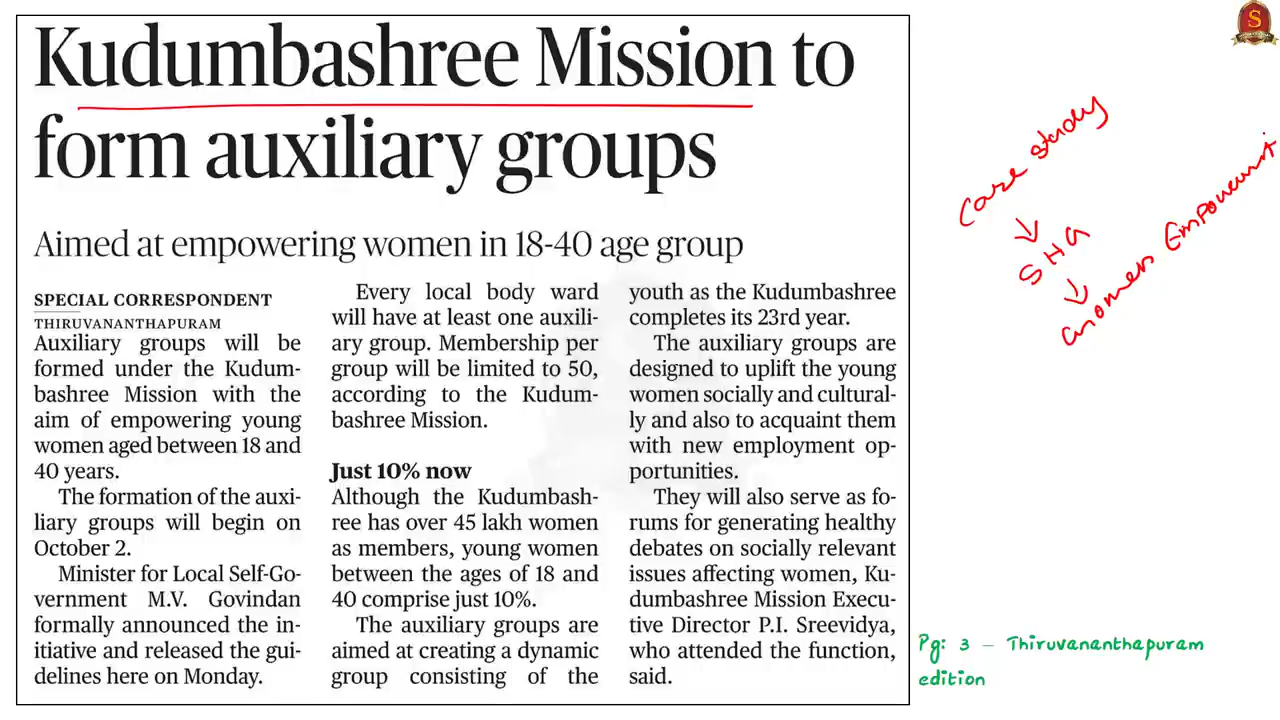 Kudumbashree Mission to
form auxiliary groups
Aimed at empowering women in 18-40 age group
SPECIAL CORRESPONDENT
THIRUVANANTHAPURAM
Auxiliary groups will be
formed under the Kudum-
bashree Mission with the
aim of empowering young
women aged between 18 and
40 years.
The formation of the auxi-
liary groups will begin on
October 2.
Minister for Local Self-Go-
vernment M.V. Govindan
formally announced the in-
itiative and released the gui-
delines here on Monday.
Every local body ward
will have at least one auxili-
ary group. Membership per
group will be limited to 50,
according to the Kudum-
bashree Mission.
Just 10% now
Although the Kudumbash-
ree has over 45 lakh women
as members, young women
between the ages of 18 and
40 comprise just 10%.
The auxiliary groups are
aimed at creating a dynamic
group consisting of the
youth as the Kudumbashree
completes its 23rd year.
The auxiliary groups are
designed to uplift the young
women socially and cultural-
ly and also to acquaint them
with new employment op-
portunities.
They will also serve as fo-
rums for generating healthy
debates on socially relevant
issues affecting women, Ku-
dumbashree Mission Execu-
tive Director P.I. Sreevidya,
who attended the function,
said.
Case study
SHG
Women Empowerment
Pg: 3 – Thiruvananthapuram
edition
S